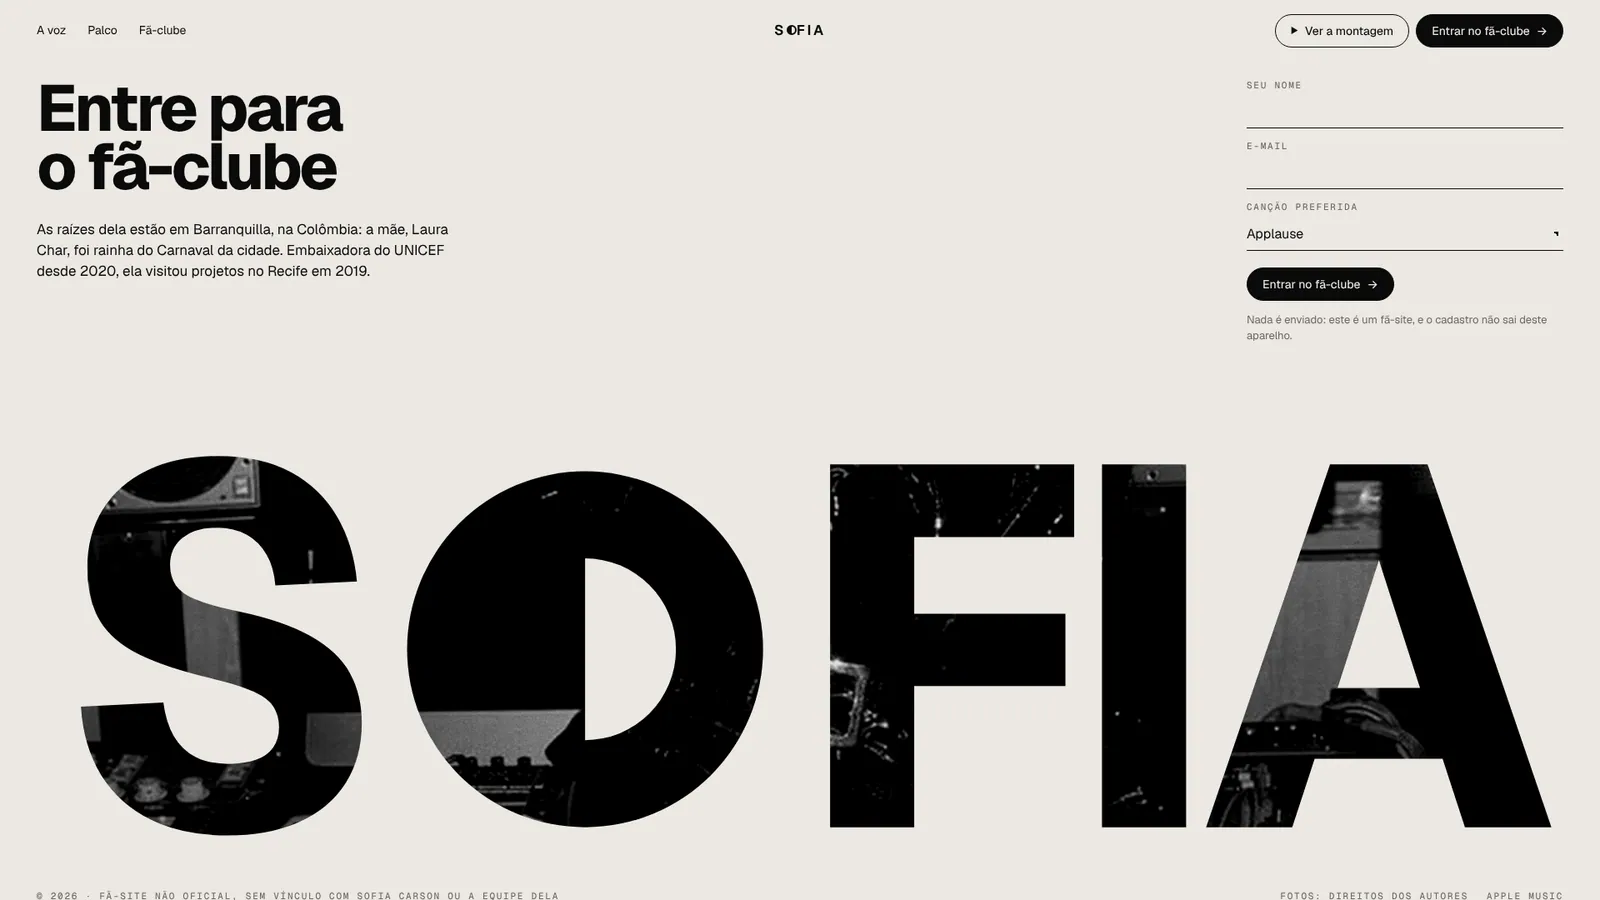 A voz
Palco
Fã-clube
SOFIA
Ver a montagem
Entrar no fã-clube →
Entre para
o fã-clube
As raízes dela estão em Barranquilla, na Colômbia: a mãe, Laura
Char, foi rainha do Carnaval da cidade. Embaixadora do UNICEF
desde 2020, ela visitou projetos no Recife em 2019.
SEU NOME
E-MAIL
CANÇÃO PREFERIDA
Applause
Entrar no fã-clube →
Nada é enviado: este é um fã-site, e o cadastro não sai deste
aparelho.
SOFIA
© 2026 · FÃ-SITE NÃO OFICIAL, SEM VÍNCULO COM SOFIA CARSON OU A EQUIPE DELA
FOTOS: DIREITOS DOS AUTORES
APPLE MUSIC